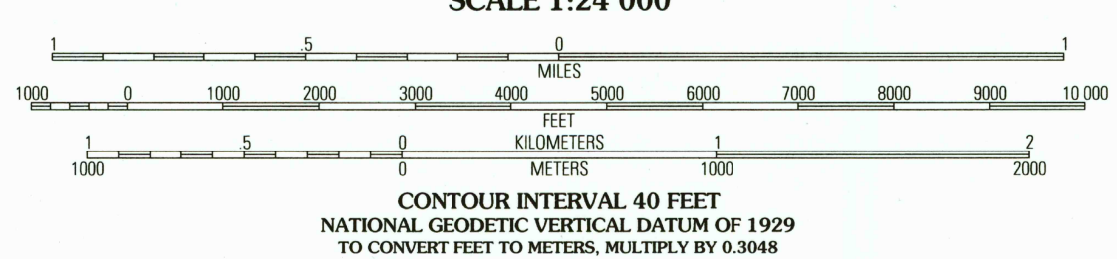 SCALE 1:24 000
1 .5 0 1
MILES
1000 0 1000 2000 3000 4000 5000 6000 7000 8000 9000 10 000
FEET
1 .5 0 KILOMETERS 1 2
1000 0 METERS 1000 2000
CONTOUR INTERVAL 40 FEET
NATIONAL GEODETIC VERTICAL DATUM OF 1929
TO CONVERT FEET TO METERS, MULTIPLY BY 0.3048